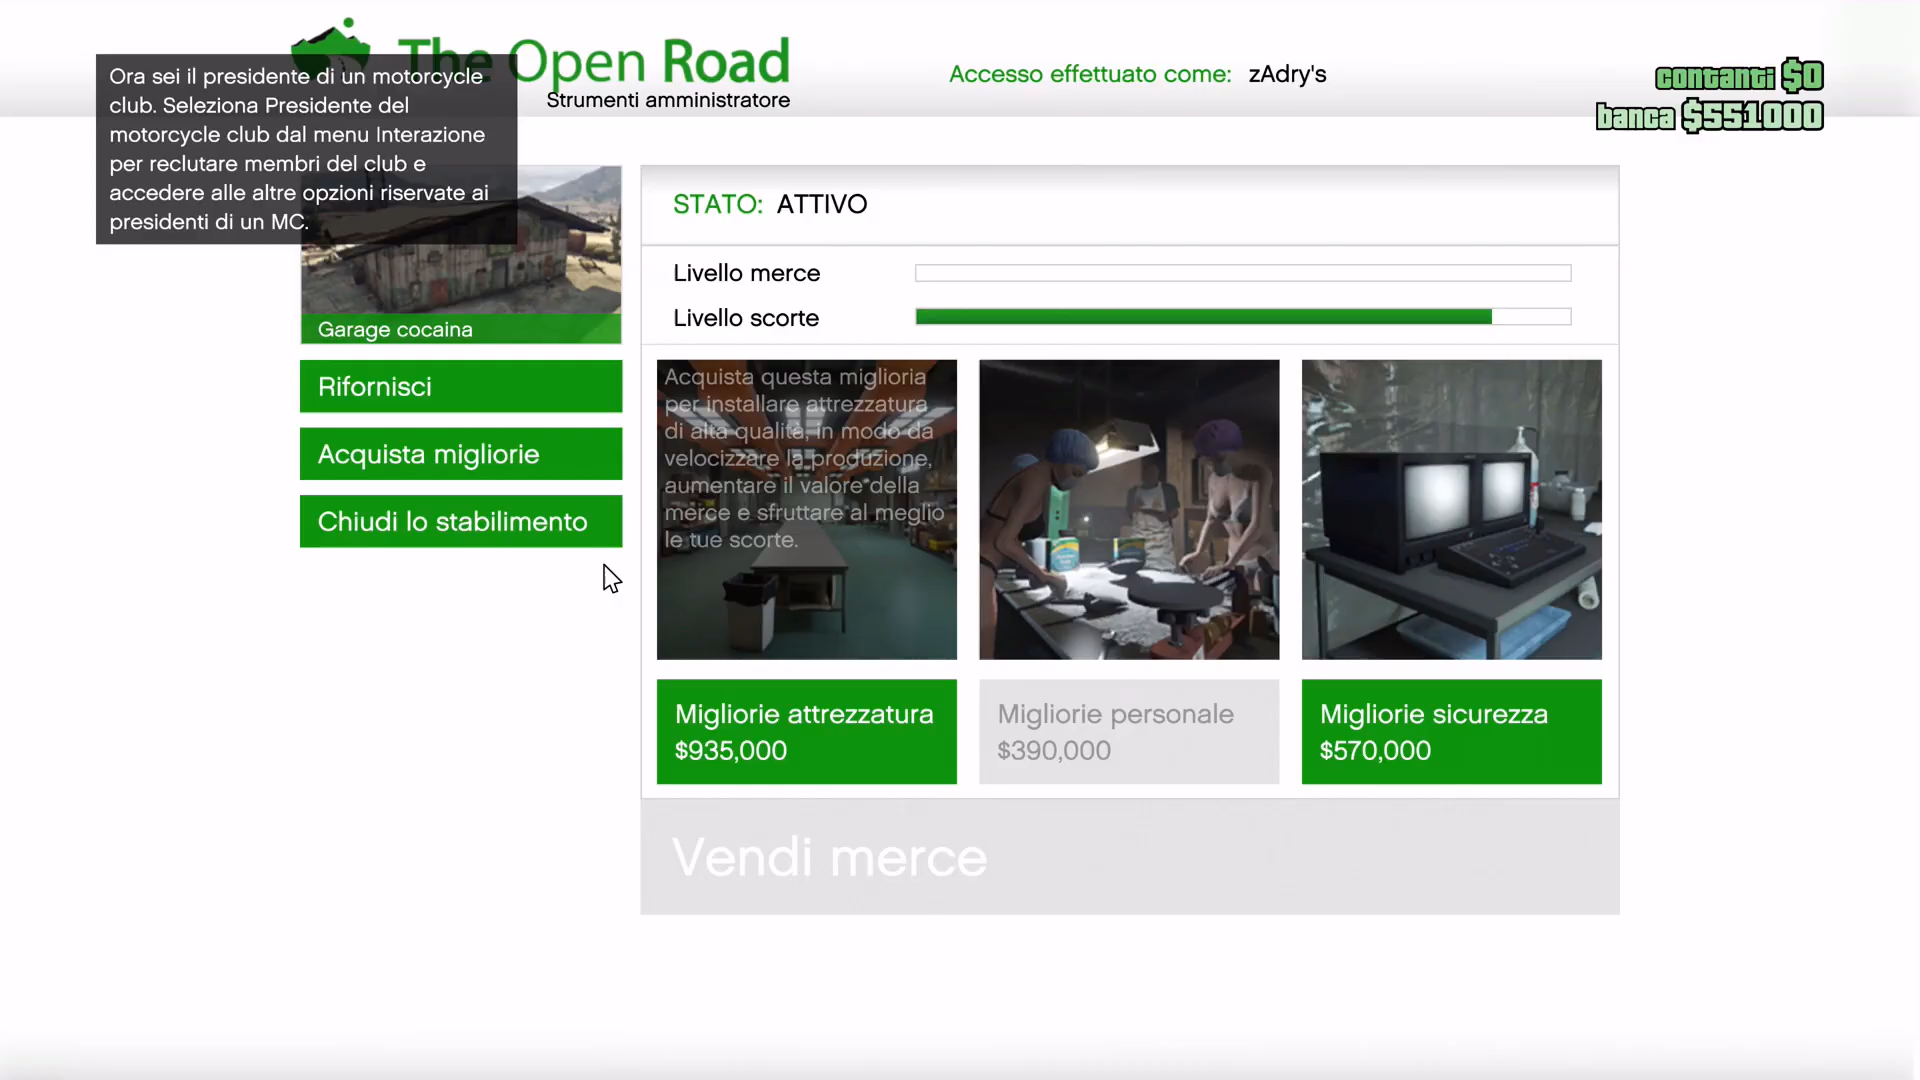 The Open Road
Strumenti amministratore
Accesso effettuato come: zAdry's
contanti $0
banca $551000
Ora sei il presidente di un motorcycle
club. Seleziona Presidente del
motorcycle club dal menu Interazione
per reclutare membri del club e
accedere alle altre opzioni riservate ai
presidenti di un MC.
Garage cocaina
Rifornisci
Acquista migliorie
Chiudi lo stabilimento
STATO: ATTIVO
Livello merce
Livello scorte
Acquista questa miglioria
per installare attrezzatura
di alta qualità, in modo da
velocizzare la produzione,
aumentare il valore della
merce e sfruttare al meglio
le tue scorte.
Migliorie attrezzatura
$935,000
Migliorie personale
$390,000
Migliorie sicurezza
$570,000
Vendi merce